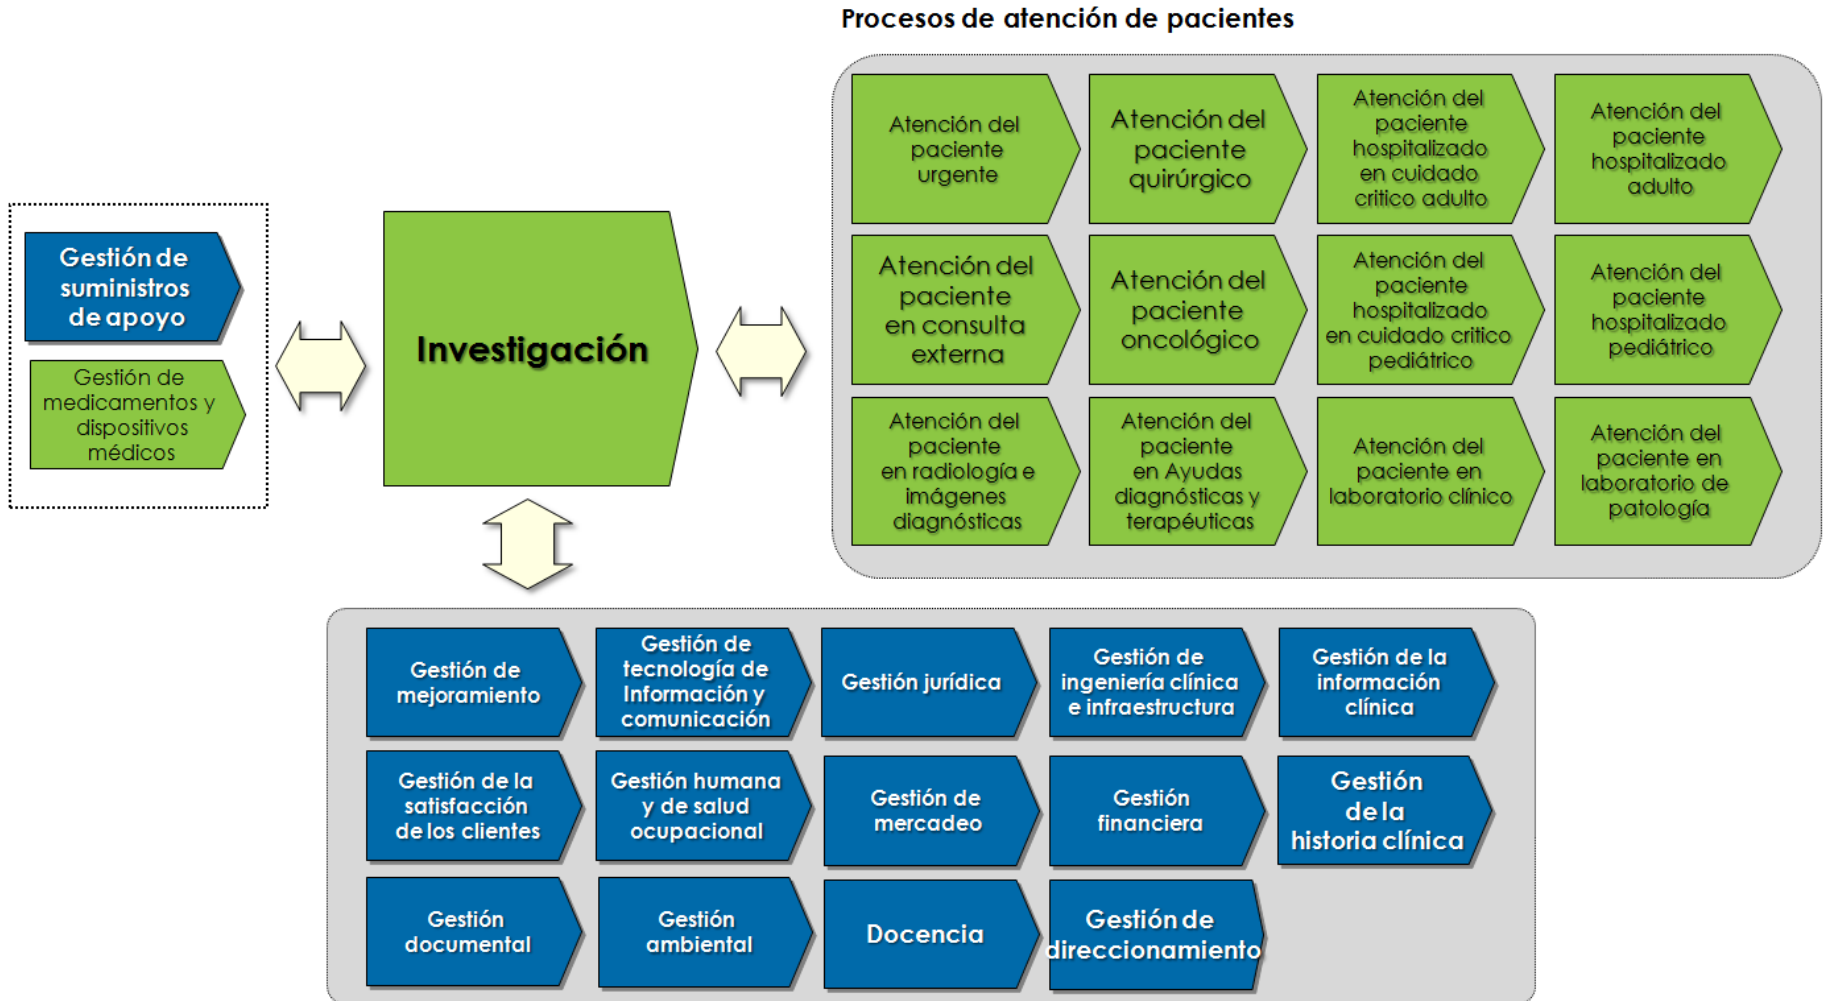 Procesos de atención de pacientes
Atención del
paciente
urgente
Atención del
paciente
quirúrgico
Atención del
paciente
hospitalizado
en cuidado
critico adulto
Atención del
paciente
hospitalizado
adulto
Atención del
paciente
en consulta
externa
Atención del
paciente
oncológico
Atención del
paciente
hospitalizado
en cuidado critico
pediátrico
Atención del
paciente
hospitalizado
pediátrico
Atención del
paciente
en radiología e
imágenes
diagnósticas
Atención del
paciente
en Ayudas
diagnósticas y
terapéuticas
Atención del
paciente en
laboratorio clínico
Atención del
paciente en
laboratorio de
patología
Gestión de
suministros
de apoyo
Gestión de
medicamentos y
dispositivos
médicos
Investigación
Gestión de
mejoramiento
Gestión de
tecnología de
Información y
comunicación
Gestión jurídica
Gestión de
ingeniería clínica
e infraestructura
Gestión de la
información
clínica
Gestión de la
satisfacción
de los clientes
Gestión humana
y de salud
ocupacional
Gestión de
mercadeo
Gestión
financiera
Gestión
de la
historia clínica
Gestión
documental
Gestión
ambiental
Docencia
Gestión de
direccionamiento